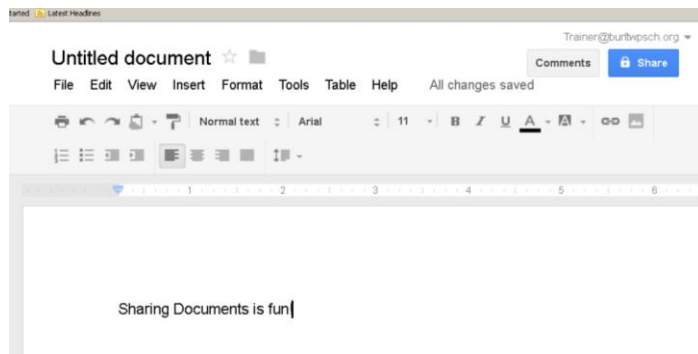 tarted Latest Headlines
Trainer@burltwpsch.org
Untitled document
Comments Share
File Edit View Insert Format Tools Table Help All changes saved
Normal text Arial 11 B I U A A
1 2 3 4 5 6
Sharing Documents is fun!